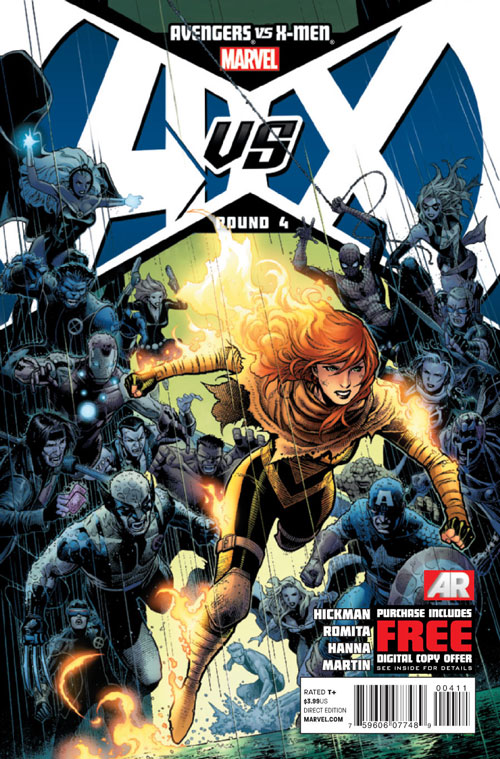 AVENGERS VS X-MEN
MARVEL
A VS X
ROUND 4
AR
HICKMAN
ROMITA
HANNA
MARTIN
PURCHASE INCLUDES
FREE
DIGITAL COPY OFFER
SEE INSIDE FOR DETAILS
RATED T+
$3.99US
DIRECT EDITION
MARVEL.COM
00411
7 59606 07748 9